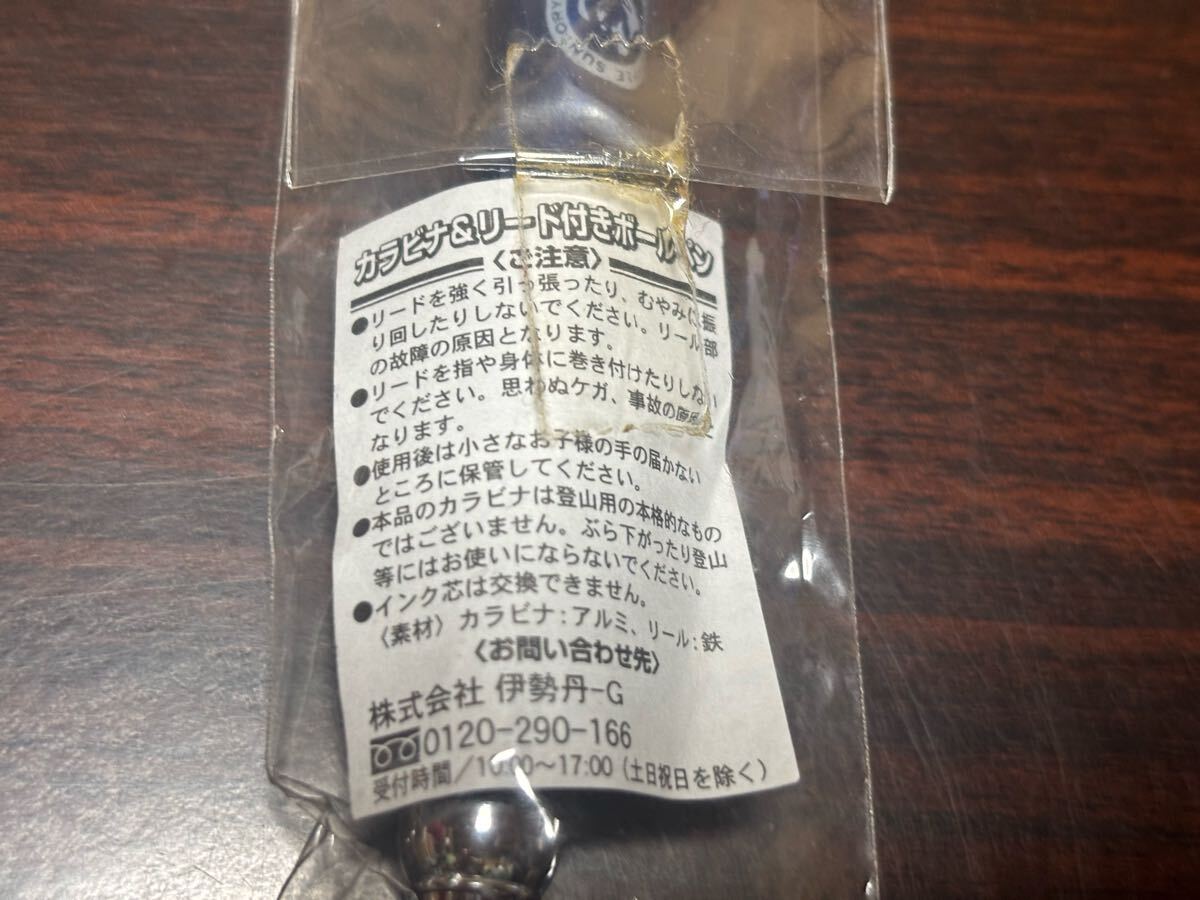 カラビナ&リード付きボールペン
〈ご注意〉
●リードを強く引っ張ったり、むやみに振
り回したりしないでください。リール部
の故障の原因となります。
●リードを指や身体に巻き付けたりしない
でください。思わぬケガ、事故の原因に
なります。
●使用後は小さなお子様の手の届かない
ところに保管してください。
●本品のカラビナは登山用の本格的なもの
ではございません。ぶら下がったり登山
等にはお使いにならないでください。
●インク芯は交換できません。
〈素材〉カラビナ:アルミ、リール:鉄
〈お問い合わせ先〉
株式会社 伊勢丹-G
0120-290-166
受付時間/10:00〜17:00(土日祝日を除く)